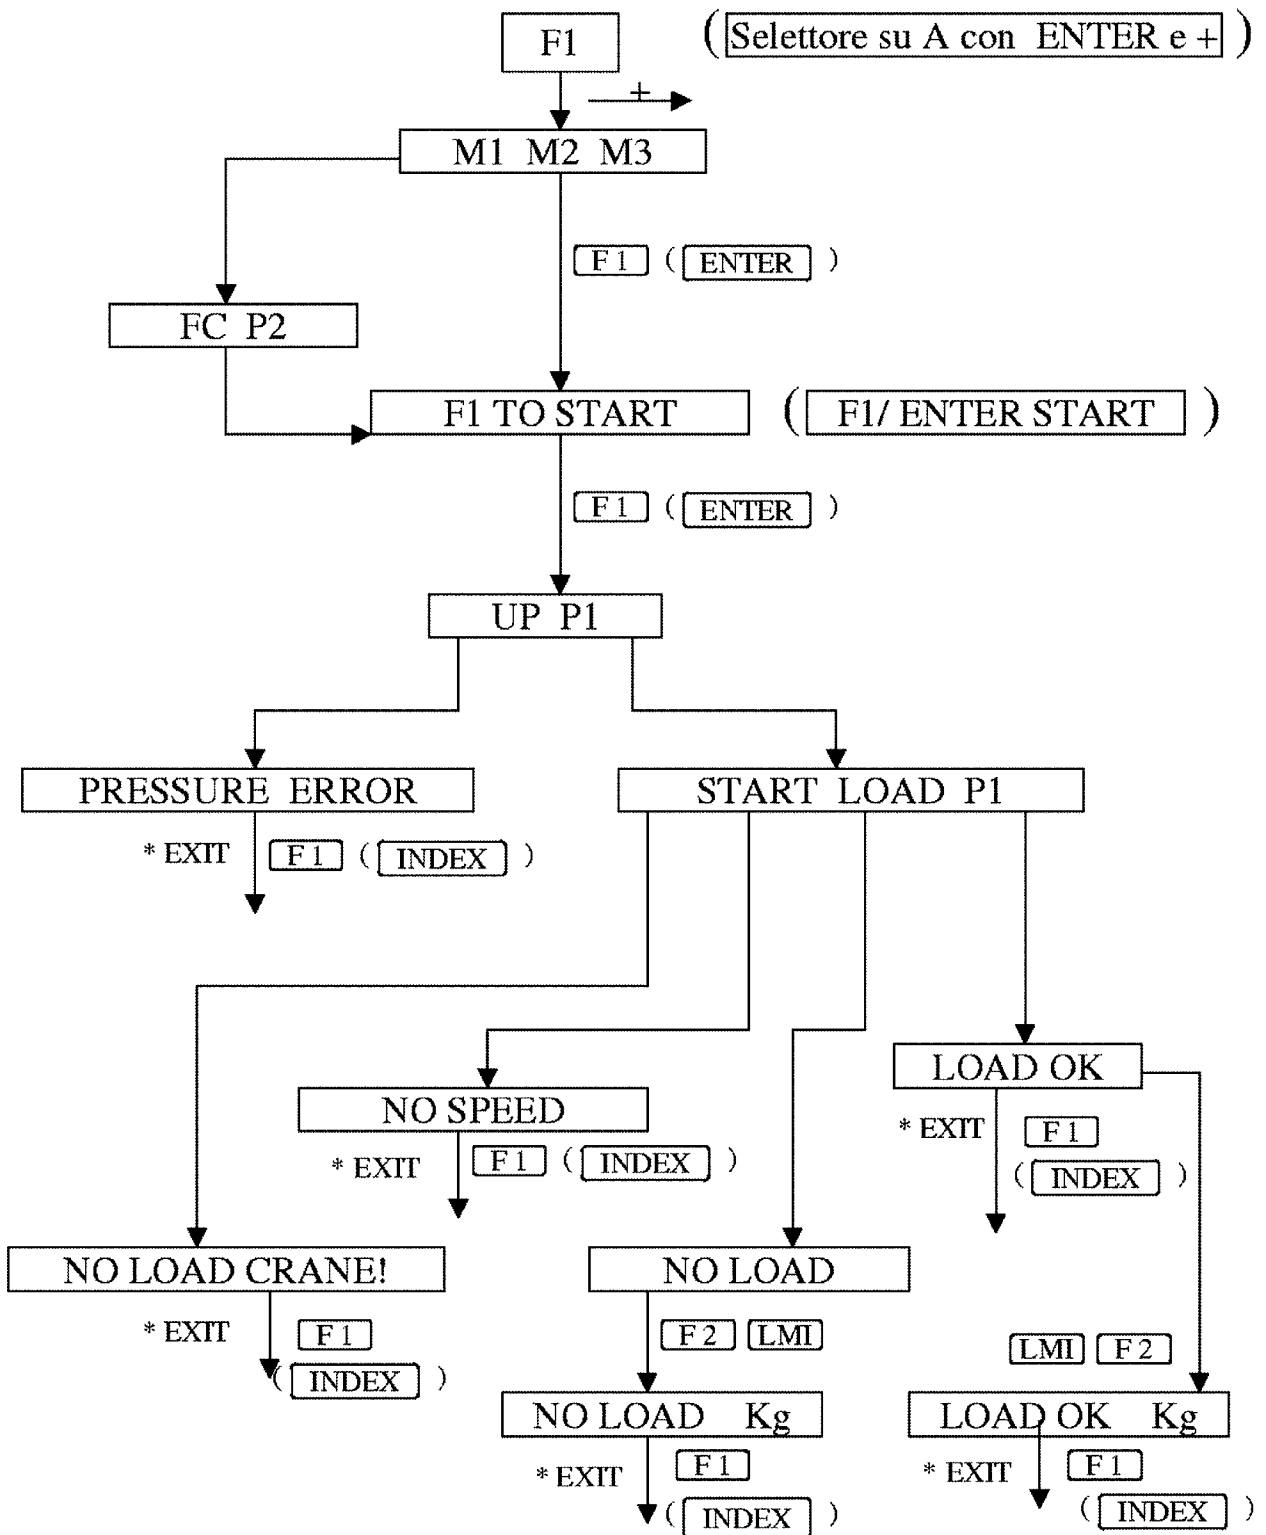 F1 ( Selettore su A con ENTER e + )
+
M1 M2 M3
F1 ( ENTER )
FC P2
F1 TO START ( F1/ ENTER START )
F1 ( ENTER )
UP P1
PRESSURE ERROR START LOAD P1
* EXIT F1 ( INDEX )
LOAD OK
NO SPEED
* EXIT F1
* EXIT F1 ( INDEX )
( INDEX )
NO LOAD CRANE! NO LOAD
* EXIT F1
F2 LMI
LMI F2
( INDEX )
NO LOAD Kg LOAD OK Kg
* EXIT F1
* EXIT F1
( INDEX ) ( INDEX )